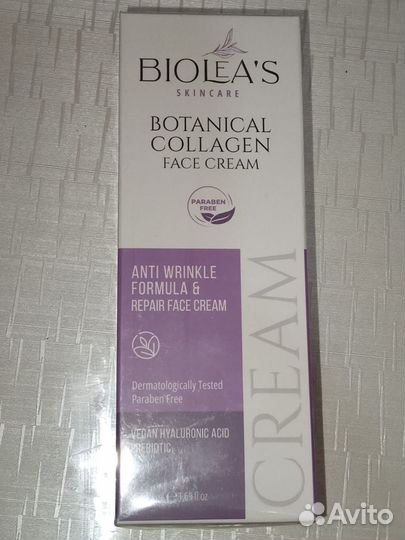 BIOLEA'S
SKINCARE
BOTANICAL
COLLAGEN
FACE CREAM
PARABEN
FREE
ANTI WRINKLE
FORMULA &
REPAIR FACE CREAM
CREAM
Dermatologically Tested
Paraben Free
VEGAN HYALURONIC ACID
PREBIOTIC
1.69 fl.oz
Avito